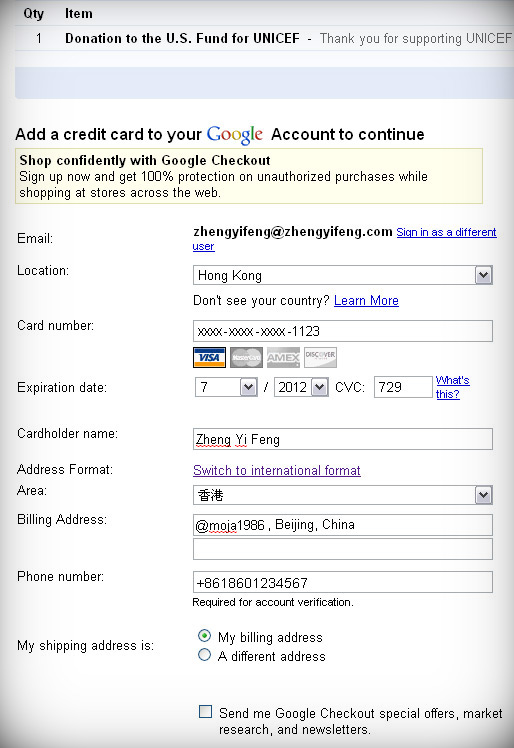 Qty Item
1 Donation to the U.S. Fund for UNICEF - Thank you for supporting UNICEF
Add a credit card to your Google Account to continue
Shop confidently with Google Checkout
Sign up now and get 100% protection on unauthorized purchases while
shopping at stores across the web.
Email: zhengyifeng@zhengyifeng.com Sign in as a different
user
Location: Hong Kong
Don't see your country? Learn More
Card number: xxxx-xxxx-xxxx-1123
VISA MasterCard AMEX DISCOVER
Expiration date: 7 / 2012 CVC: 729 What's
this?
Cardholder name: Zheng Yi Feng
Address Format: Switch to international format
Area: 香港
Billing Address: @moja1986 , Beijing, China
Phone number: +8618601234567
Required for account verification.
My shipping address is: My billing address
A different address
Send me Google Checkout special offers, market
research, and newsletters.